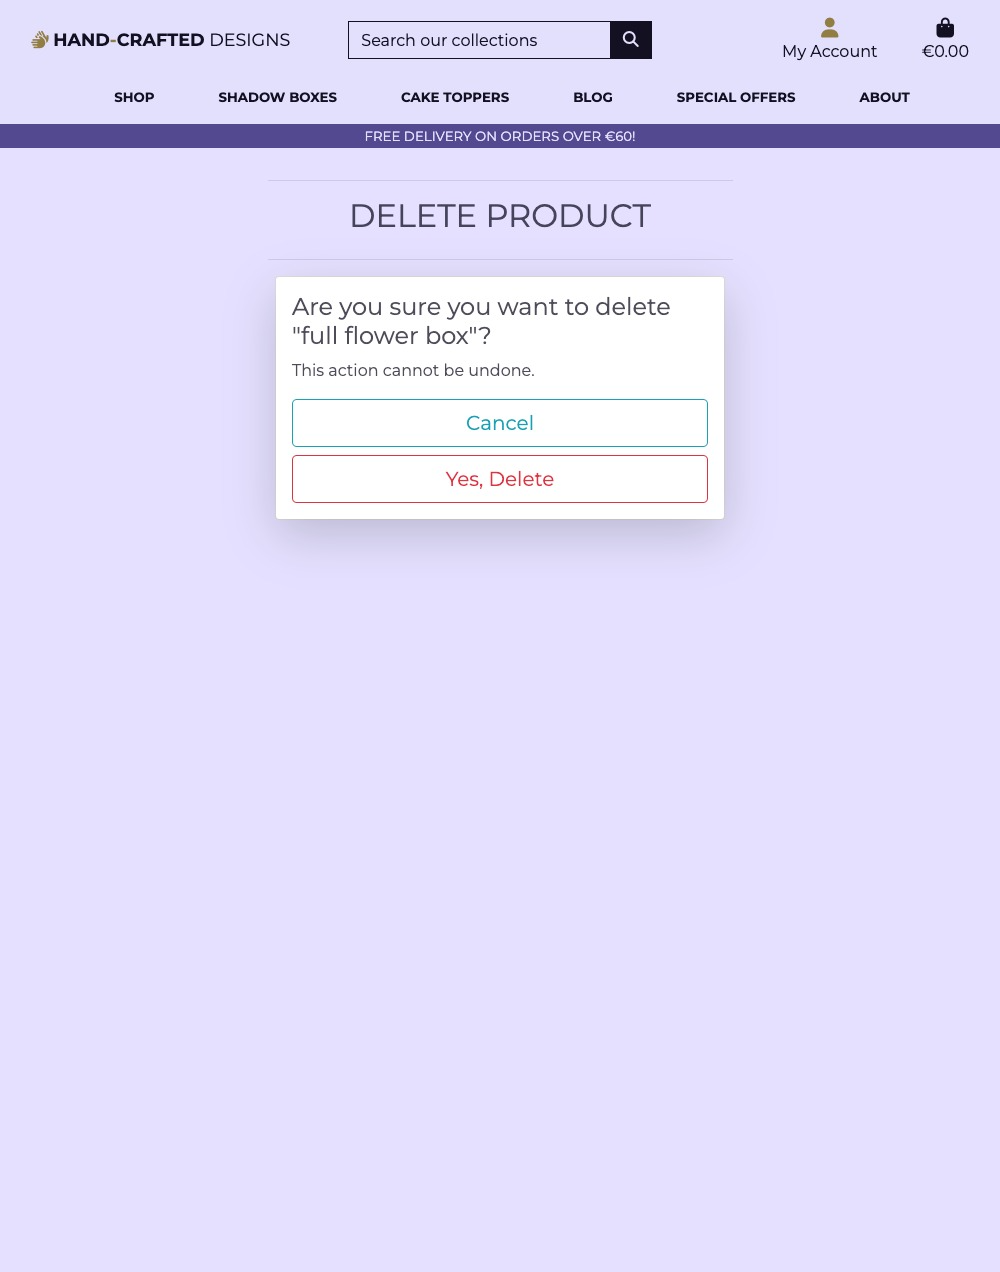 HAND-CRAFTED DESIGNS
Search our collections
My Account
€0.00
SHOP
SHADOW BOXES
CAKE TOPPERS
BLOG
SPECIAL OFFERS
ABOUT
FREE DELIVERY ON ORDERS OVER €60!
DELETE PRODUCT
Are you sure you want to delete
"full flower box"?
This action cannot be undone.
Cancel
Yes, Delete